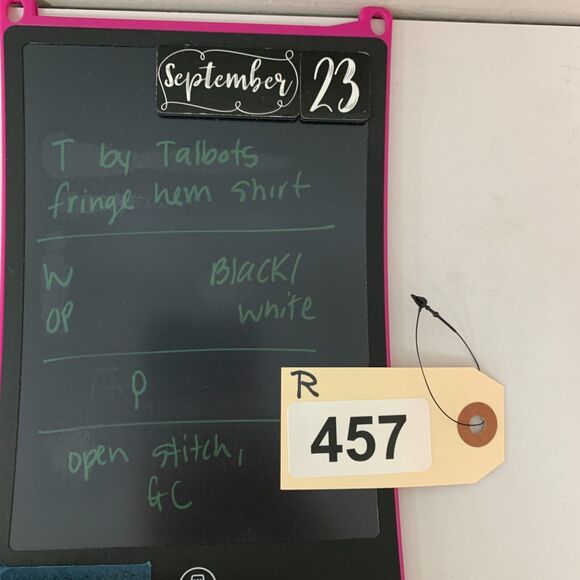 September 23
T by Talbots
fringe hem shirt
W Black/
OP white
P
R
457
open stitch,
GC